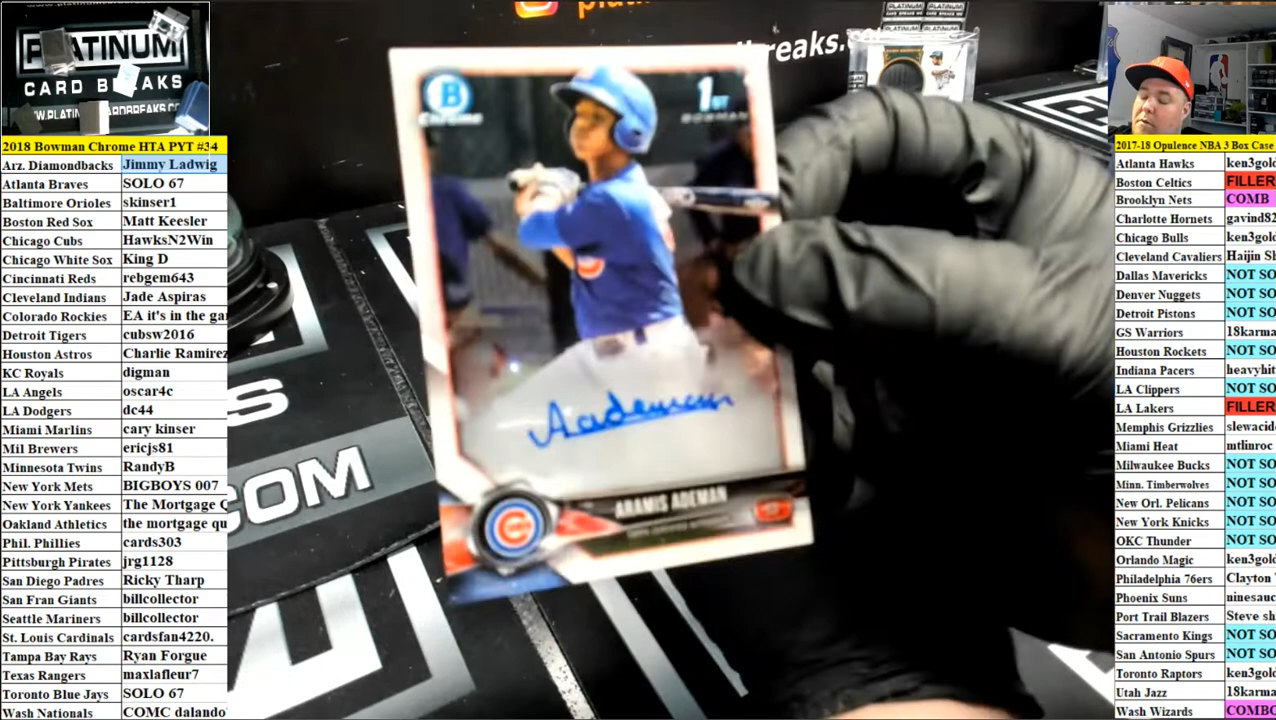 PLATINUM
CARD BREAKS
2018 Bowman Chrome HTA PYT #34
Arz. Diamondbacks Jimmy Ladwig
Atlanta Braves SOLO 67
Baltimore Orioles skinser1
Boston Red Sox Matt Keesler
Chicago Cubs HawksN2Win
Chicago White Sox King D
Cincinnati Reds rebgem643
Cleveland Indians Jade Aspiras
Colorado Rockies EA it's in the ga
Detroit Tigers cubsw2016
Houston Astros Charlie Ramirez
KC Royals digman
LA Angels oscar4c
LA Dodgers dc44
Miami Marlins cary kinser
Mil Brewers ericjs81
Minnesota Twins RandyB
New York Mets BIGBOYS 007
New York Yankees The Mortgage
Oakland Athletics the mortgage qu
Phil. Phillies cards303
Pittsburgh Pirates jrg1128
San Diego Padres Ricky Tharp
San Fran Giants billcollector
Seattle Mariners billcollector
St. Louis Cardinals cardsfan4220.
Tampa Bay Rays Ryan Forgue
Texas Rangers maxlafleur7
Toronto Blue Jays SOLO 67
Wash Nationals COMC dalando
breaks.c
B
Chrome
1ST
BOWMAN
Aademan
ARAMIS ADEMAN
C
S
.COM
2017-18 Opulence NBA 3 Box Case
Atlanta Hawks ken3gold
Boston Celtics FILLER
Brooklyn Nets COMB
Charlotte Hornets gavind82
Chicago Bulls ken3gol
Cleveland Cavaliers Haijin Sh
Dallas Mavericks NOT SO
Denver Nuggets NOT SO
Detroit Pistons NOT SO
GS Warriors 18karma
Houston Rockets NOT SO
Indiana Pacers heavyhit
LA Clippers NOT SO
LA Lakers FILLER
Memphis Grizzlies slewacide
Miami Heat mtlinroc
Milwaukee Bucks NOT SO
Minn. Timberwolves NOT SO
New Orl. Pelicans NOT SO
New York Knicks NOT SO
OKC Thunder NOT SO
Orlando Magic ken3gol
Philadelphia 76ers Clayton
Phoenix Suns ninesauc
Port Trail Blazers Steve sh
Sacramento Kings NOT SO
San Antonio Spurs NOT SO
Toronto Raptors ken3gol
Utah Jazz 18karma
Wash Wizards COMBO